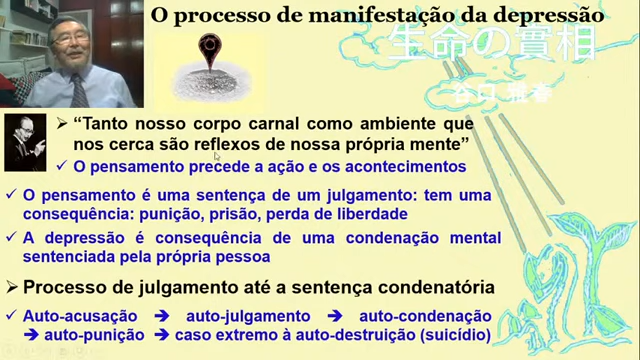 O processo de manifestação da depressão
生命の實相
谷口 雅春
➢ “Tanto nosso corpo carnal como ambiente que
nos cerca são reflexos de nossa própria mente”
✓ O pensamento precede a ação e os acontecimentos
✓ O pensamento é uma sentença de um julgamento: tem uma
consequência: punição, prisão, perda de liberdade
✓ A depressão é consequência de uma condenação mental
sentenciada pela própria pessoa
➢ Processo de julgamento até a sentença condenatória
✓ Auto-acusação ➔ auto-julgamento ➔ auto-condenação
➔ auto-punição ➔ caso extremo à auto-destruição (suicídio)